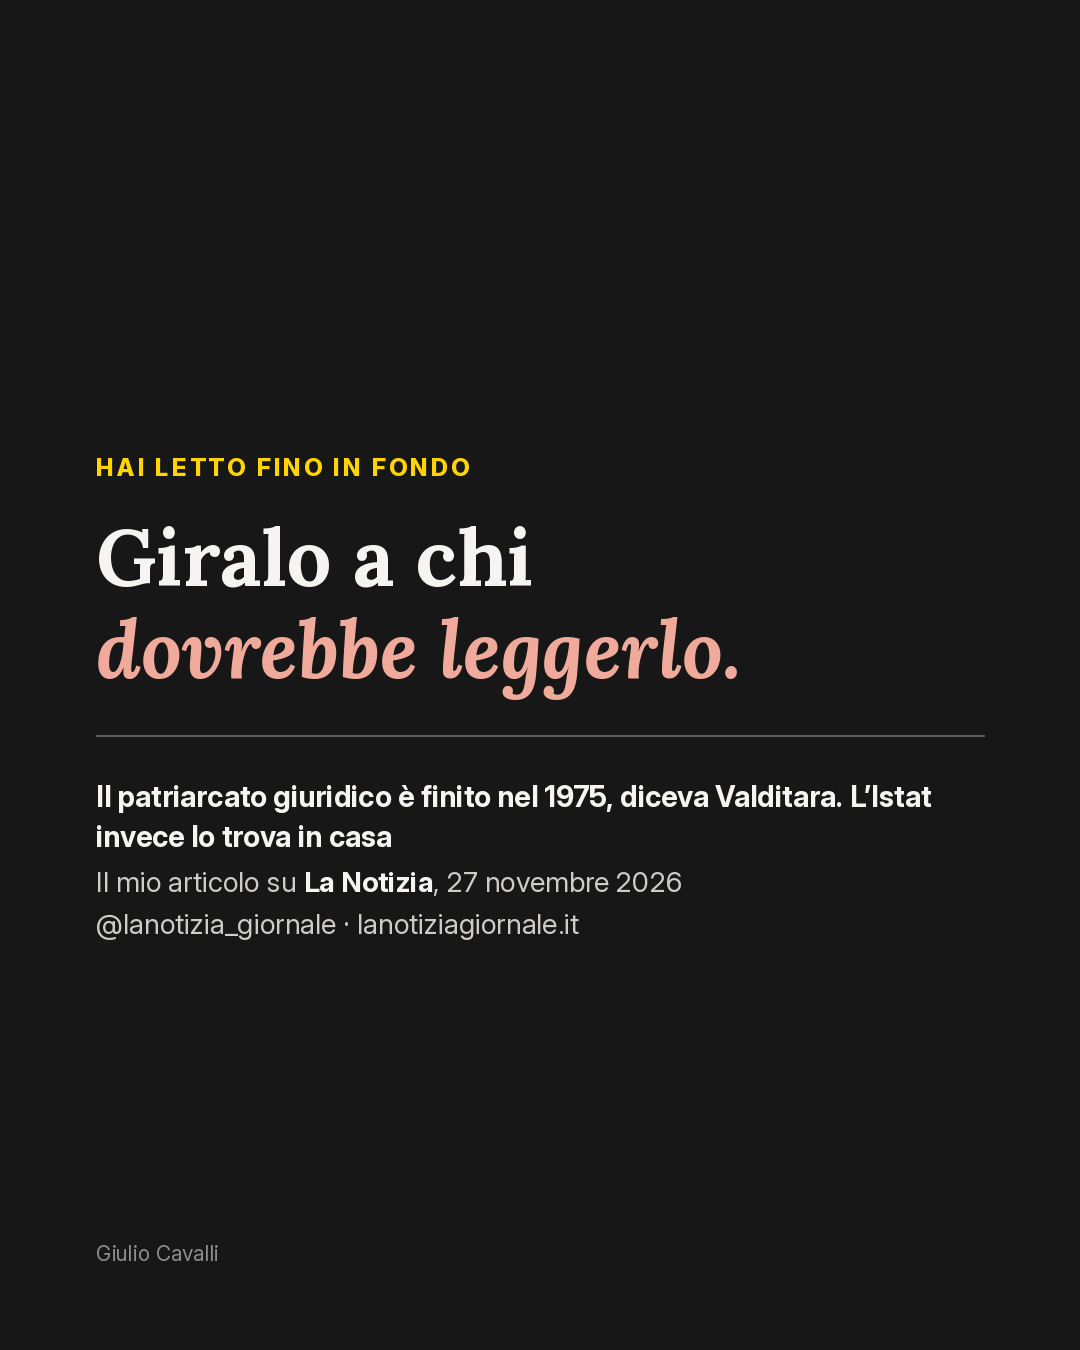 HAI LETTO FINO IN FONDO
Giralo a chi
dovrebbe leggerlo.
Il patriarcato giuridico è finito nel 1975, diceva Valditara. L’Istat
invece lo trova in casa
Il mio articolo su La Notizia, 27 novembre 2026
@lanotizia_giornale · lanotiziagiornale.it
Giulio Cavalli